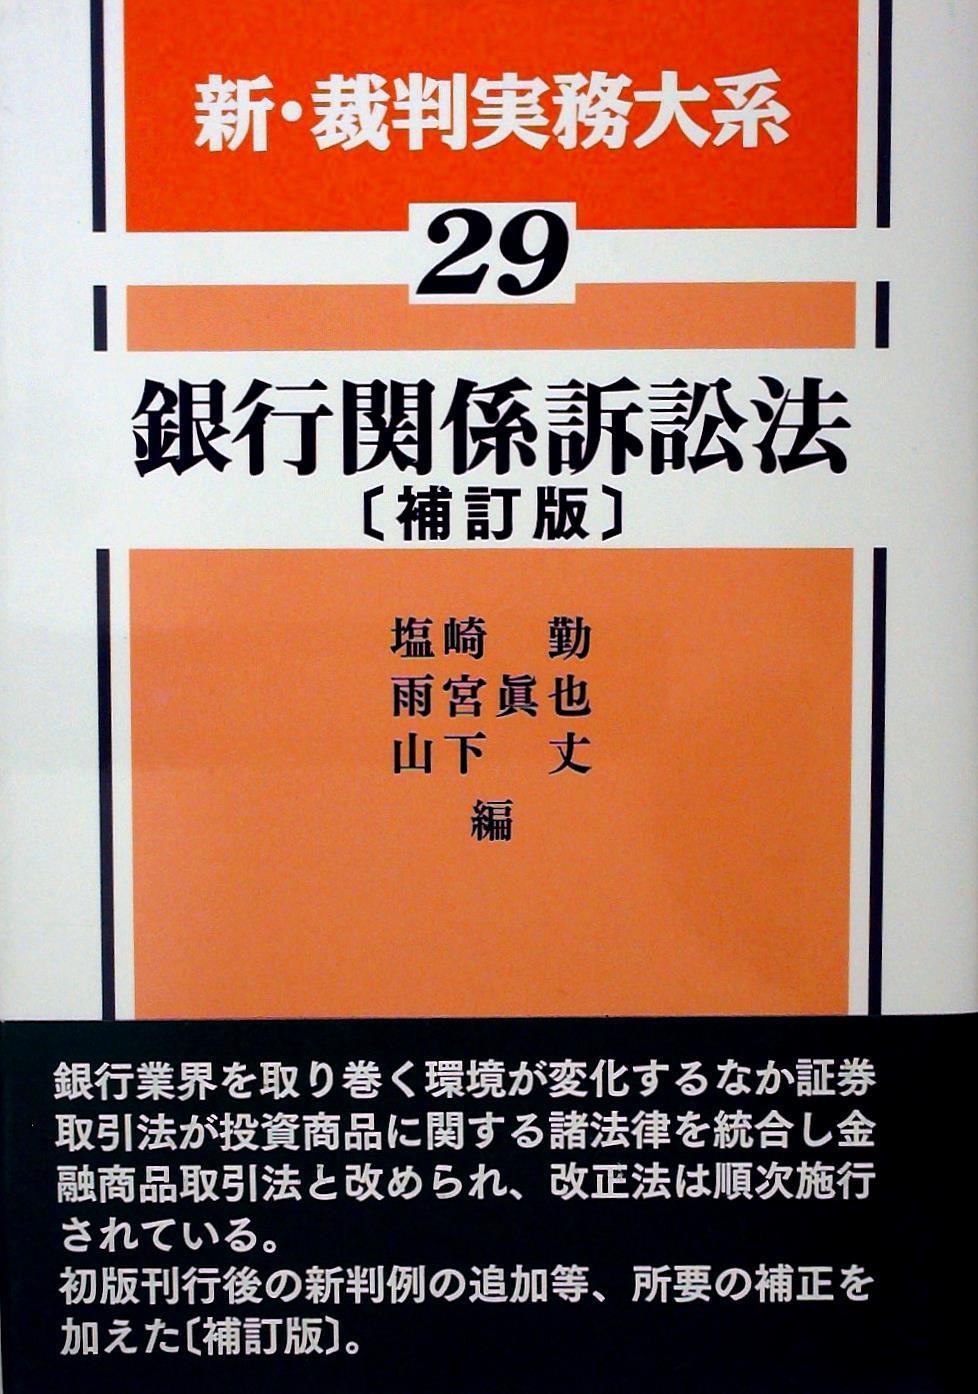 新・裁判実務大系
29
銀行関係訴訟法
〔補訂版〕
塩崎　勤
雨宮眞也
山下　丈
編
銀行業界を取り巻く環境が変化するなか証券
取引法が投資商品に関する諸法律を統合し金
融商品取引法と改められ、改正法は順次施行
されている。
初版刊行後の新判例の追加等、所要の補正を
加えた〔補訂版〕。